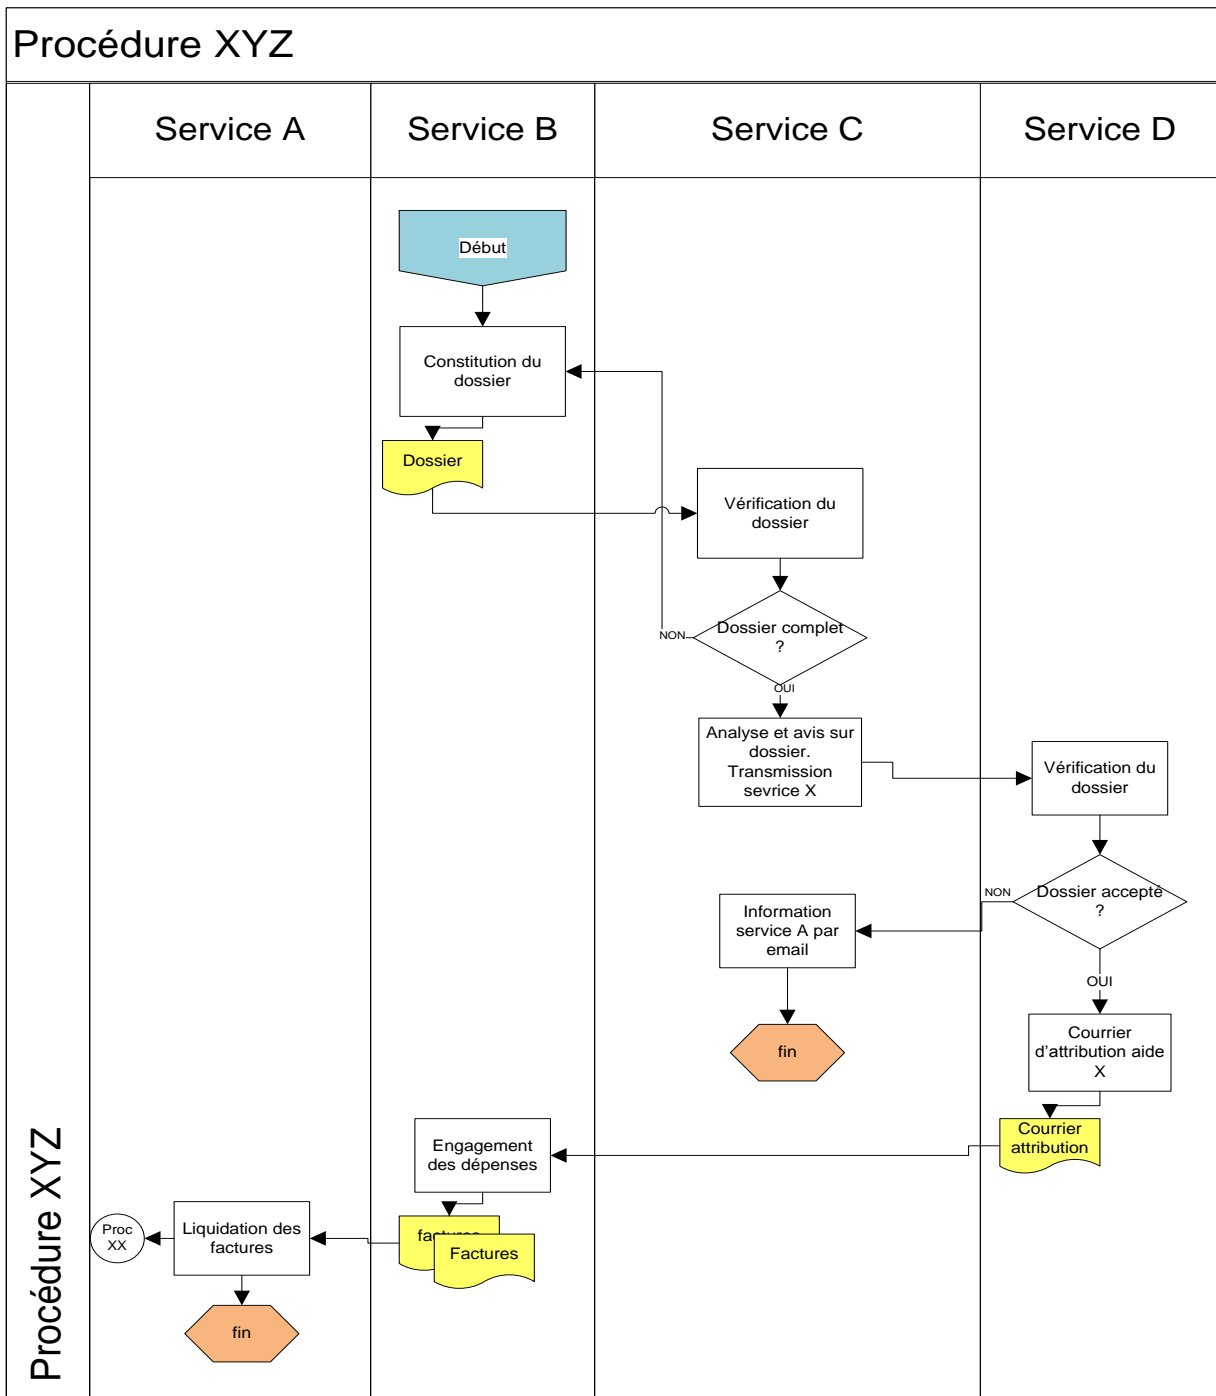 Procédure XYZ
Service A
Service B
Service C
Service D
Début
Constitution du
dossier
Dossier
Vérification du
dossier
Dossier complet
?
NON
OUI
Analyse et avis sur
dossier.
Transmission
sevrice X
Vérification du
dossier
Dossier accepté
?
NON
OUI
Information
service A par
email
fin
Courrier
d'attribution aide
X
Courrier
attribution
Engagement
des dépenses
factures
Factures
Liquidation des
factures
Proc
XX
fin
Procédure XYZ